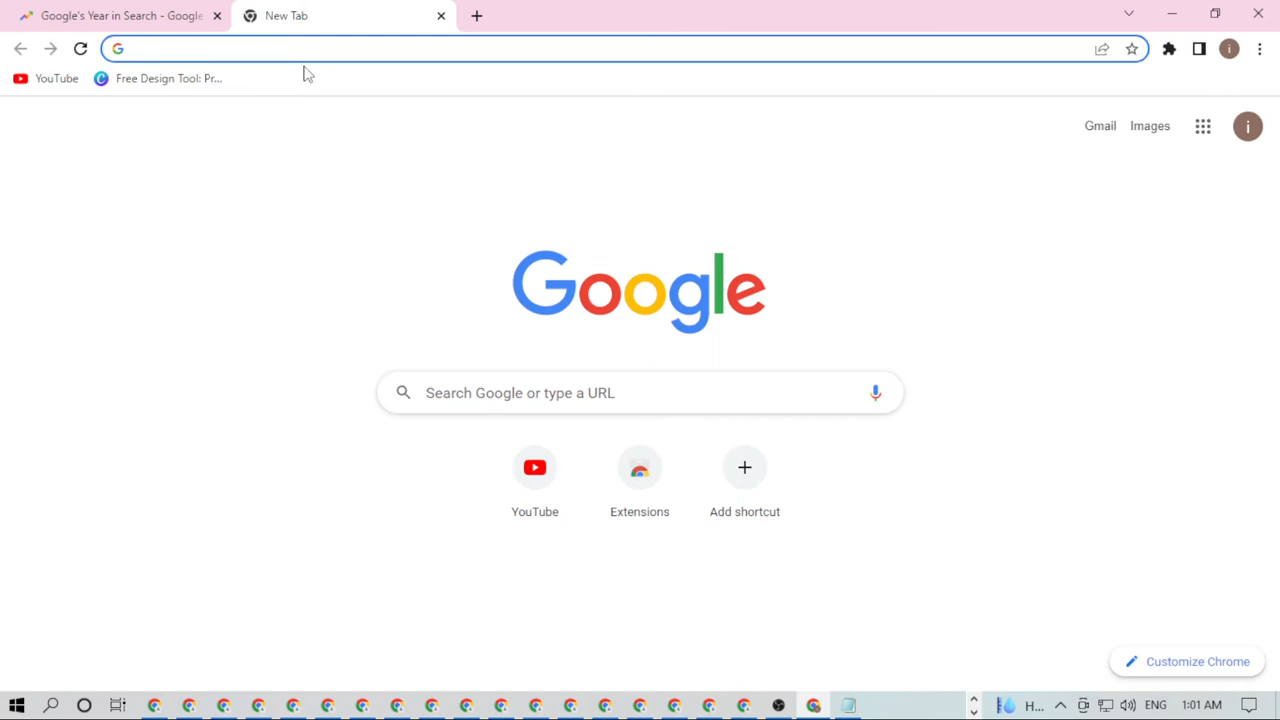 Google's Year in Search - Google
New Tab
YouTube
Free Design Tool: Pr...
i
Gmail
Images
i
Google
Search Google or type a URL
YouTube
Extensions
Add shortcut
Customize Chrome
H...
ENG
1:01 AM